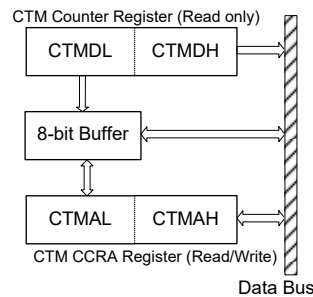 CTM Counter Register (Read only)
CTMDL CTMDH
8-bit Buffer
CTMAL CTMAH
CTM CCRA Register (Read/Write)
Data Bus